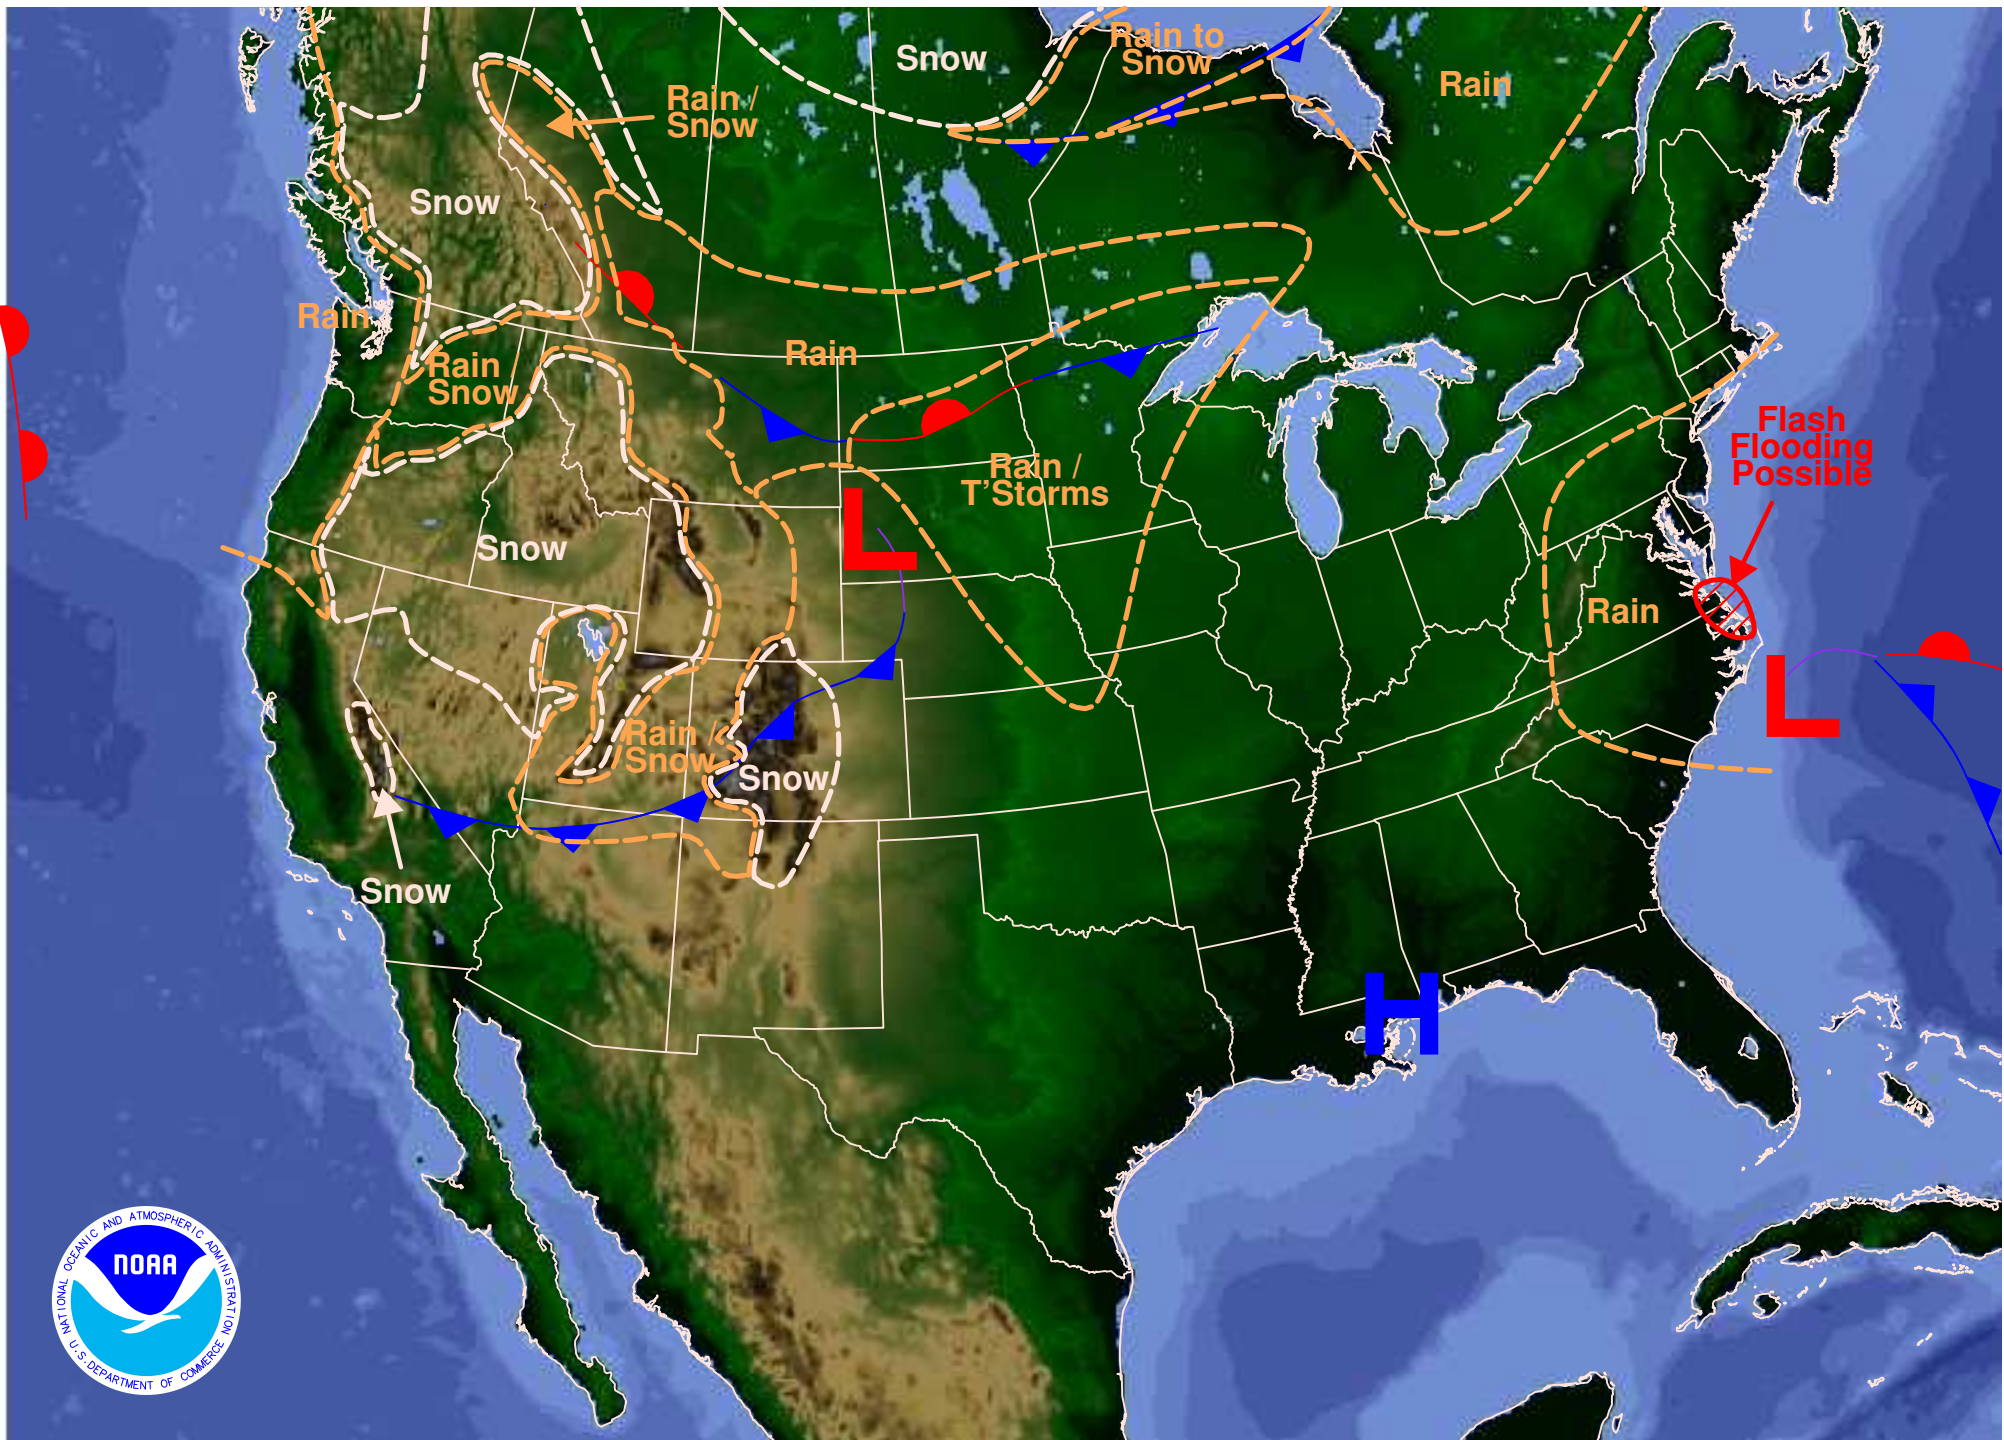 Snow
Rain to
Snow
Rain
Rain /
Snow
Snow
Rain
Rain
Rain
Snow
Flash
Flooding
Possible
Rain /
T'Storms
L
Snow
Rain
L
Rain /
Snow
Snow
Snow
H
NATIONAL OCEANIC AND ATMOSPHERIC ADMINISTRATION
NOAA
U.S. DEPARTMENT OF COMMERCE